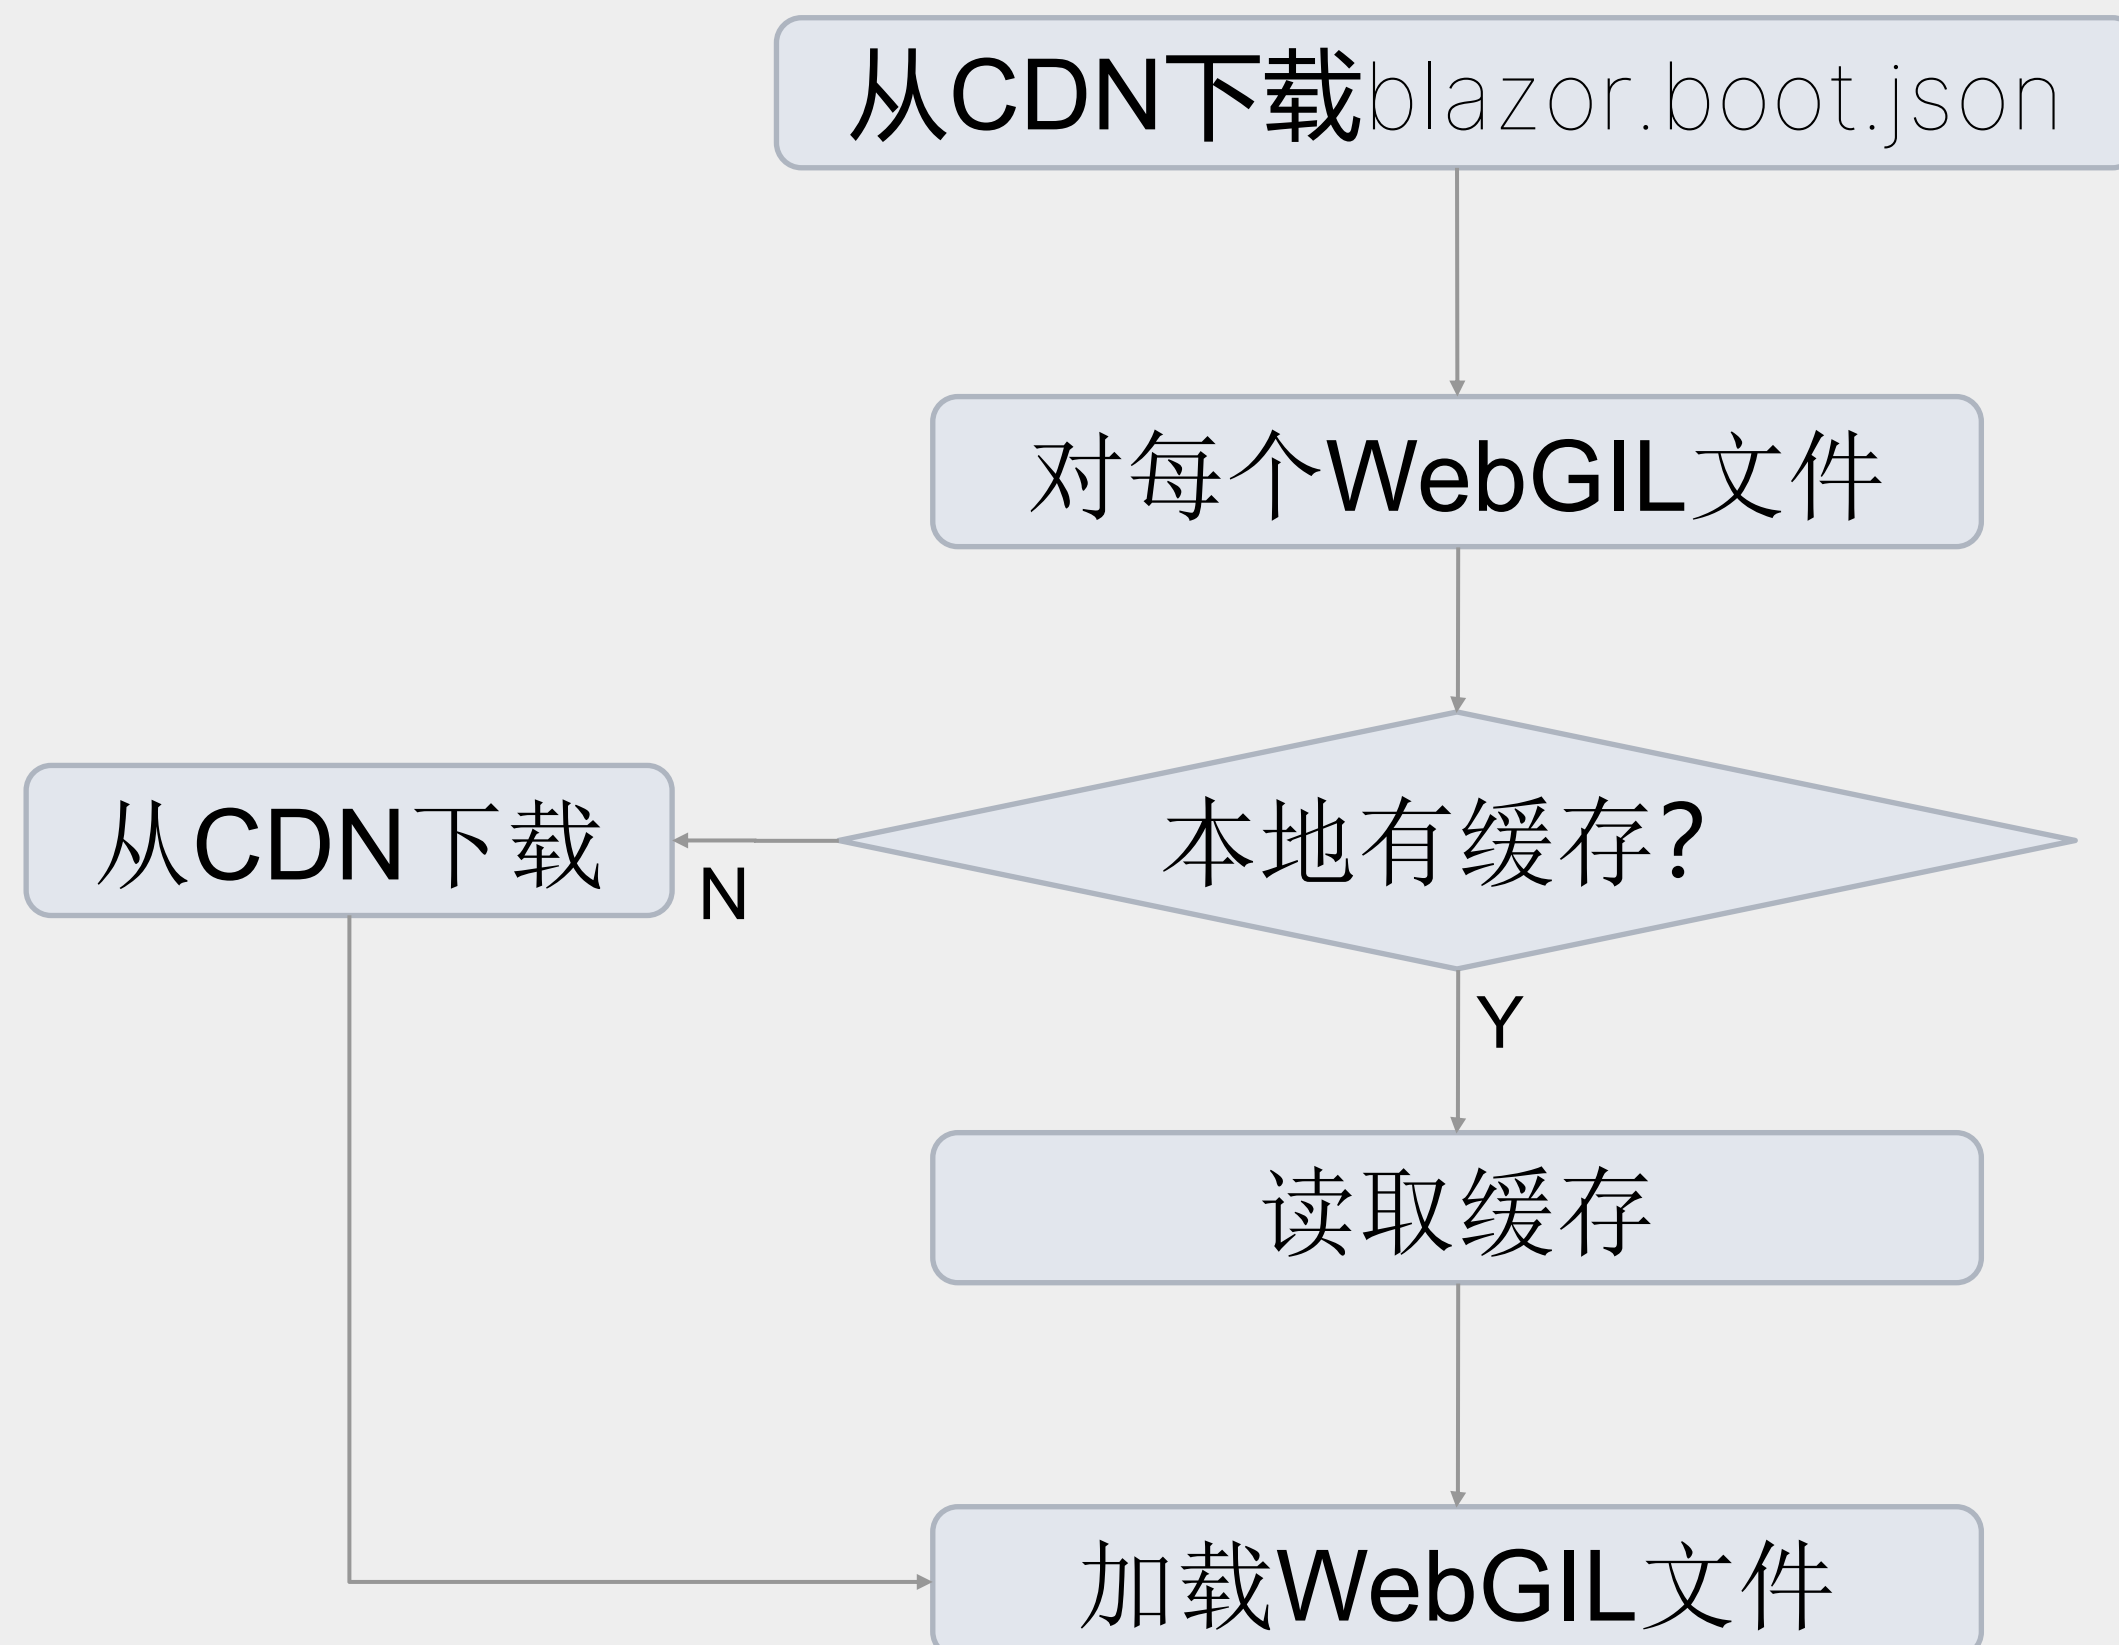 从CDN下载blazor.boot.json
对每个WebGIL文件
本地有缓存?
从CDN下载
N
Y
读取缓存
加载WebGIL文件